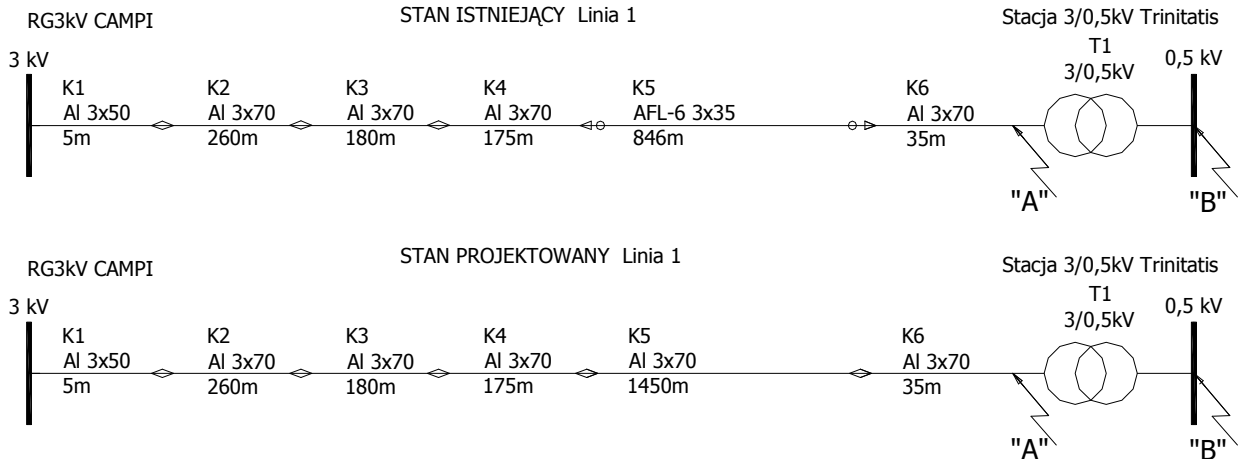 STAN ISTNIEJĄCY Linia 1
RG3kV CAMPI
Stacja 3/0,5kV Trinitatis
3 kV
T1
3/0,5kV
0,5 kV
K1
Al 3x50
5m
K2
Al 3x70
260m
K3
Al 3x70
180m
K4
Al 3x70
175m
K5
AFL-6 3x35
846m
K6
Al 3x70
35m
"A"
"B"
STAN PROJEKTOWANY Linia 1
RG3kV CAMPI
Stacja 3/0,5kV Trinitatis
3 kV
T1
3/0,5kV
0,5 kV
K1
Al 3x50
5m
K2
Al 3x70
260m
K3
Al 3x70
180m
K4
Al 3x70
175m
K5
Al 3x70
1450m
K6
Al 3x70
35m
"A"
"B"